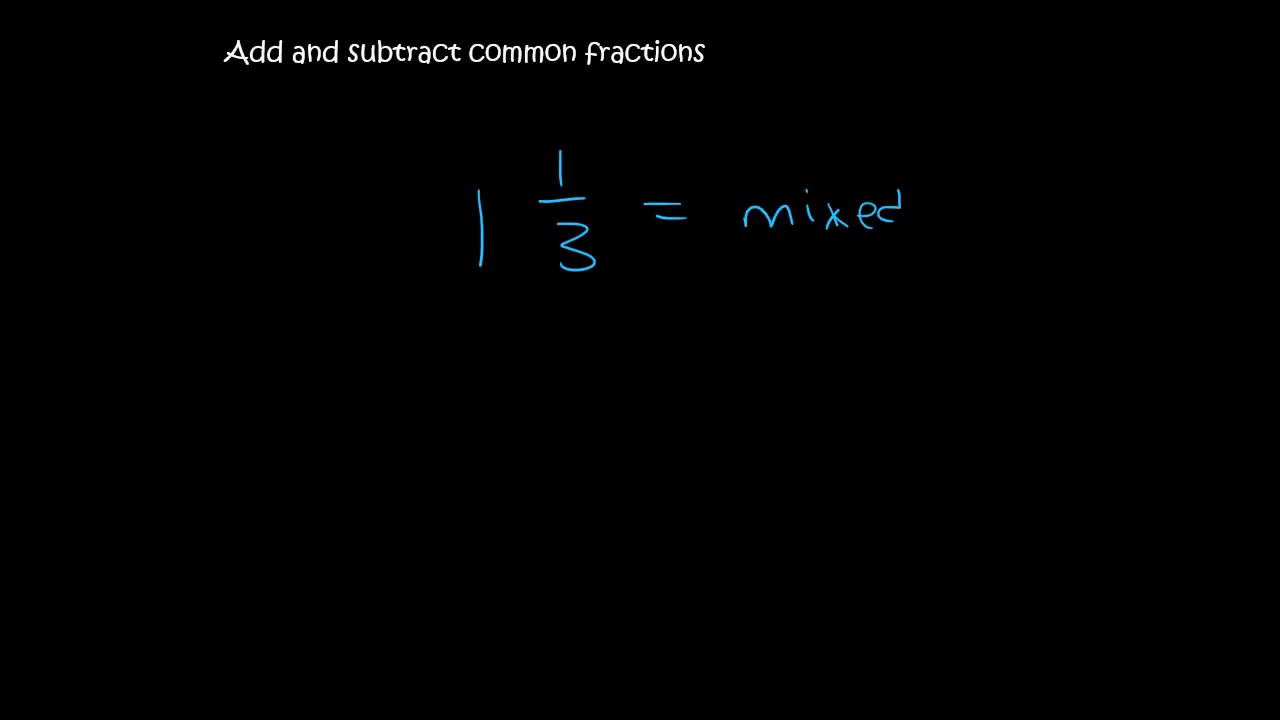 Add and subtract common fractions
1 1/3 = mixed